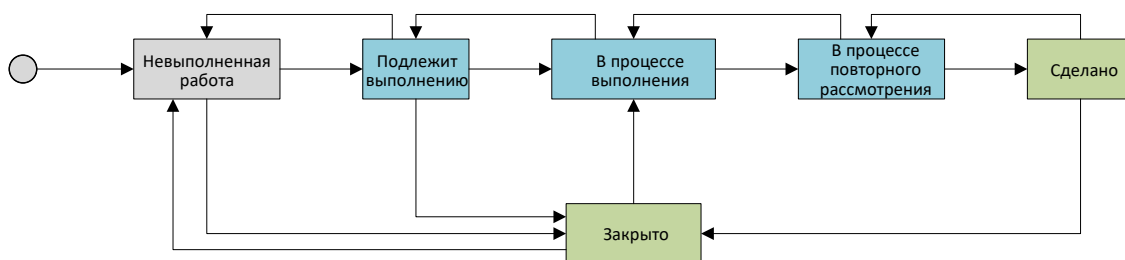 Невыполненная
работа
Подлежит
выполнению
В процессе
выполнения
В процессе
повторного
рассмотрения
Сделано
Закрыто